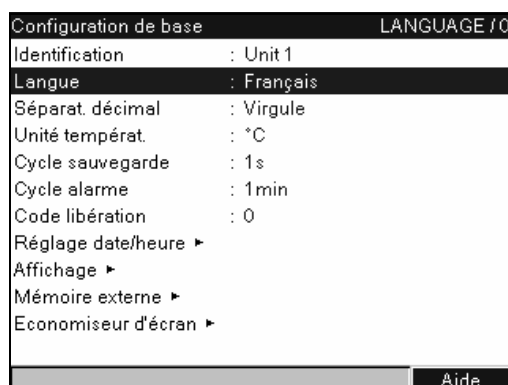 Configuration de base LANGUAGE / 0
Identification : Unit 1
Langue : Français
Séparat. décimal : Virgule
Unité températ. : °C
Cycle sauvegarde : 1s
Cycle alarme : 1min
Code libération : 0
Réglage date/heure ►
Affichage ►
Mémoire externe ►
Economiseur d'écran ►
Aide